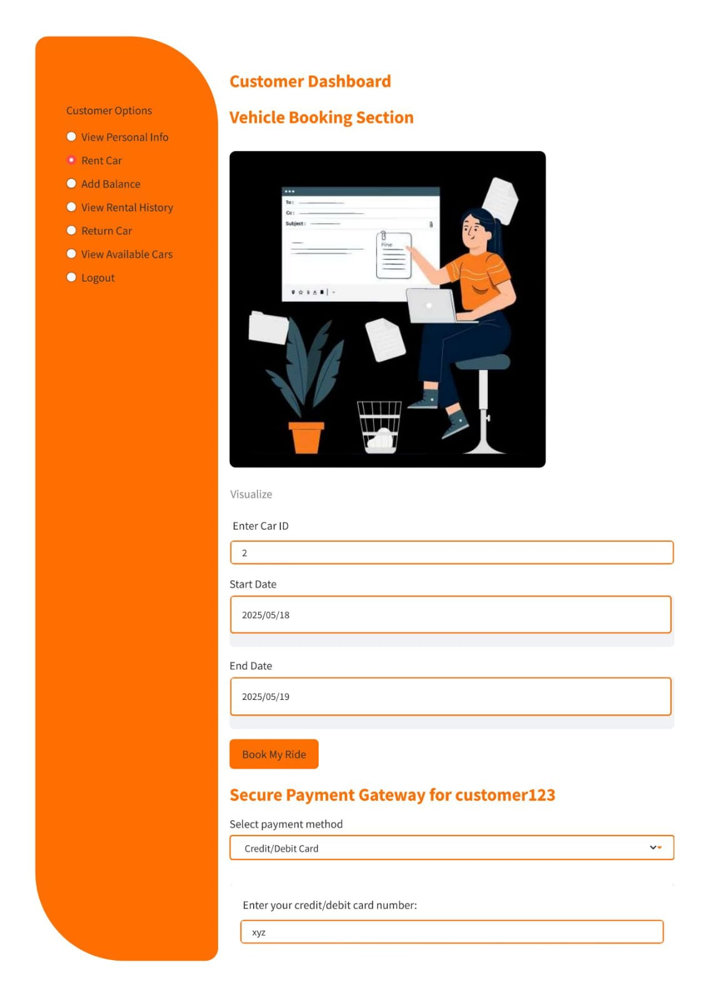 Customer Options
View Personal Info
Rent Car
Add Balance
View Rental History
Return Car
View Available Cars
Logout
Customer Dashboard
Vehicle Booking Section
To:
Cc:
Subject:
Fine
A
Visualize
Enter Car ID
2
Start Date
2025/05/18
End Date
2025/05/19
Book My Ride
Secure Payment Gateway for customer123
Select payment method
Credit/Debit Card
Enter your credit/debit card number:
xyz